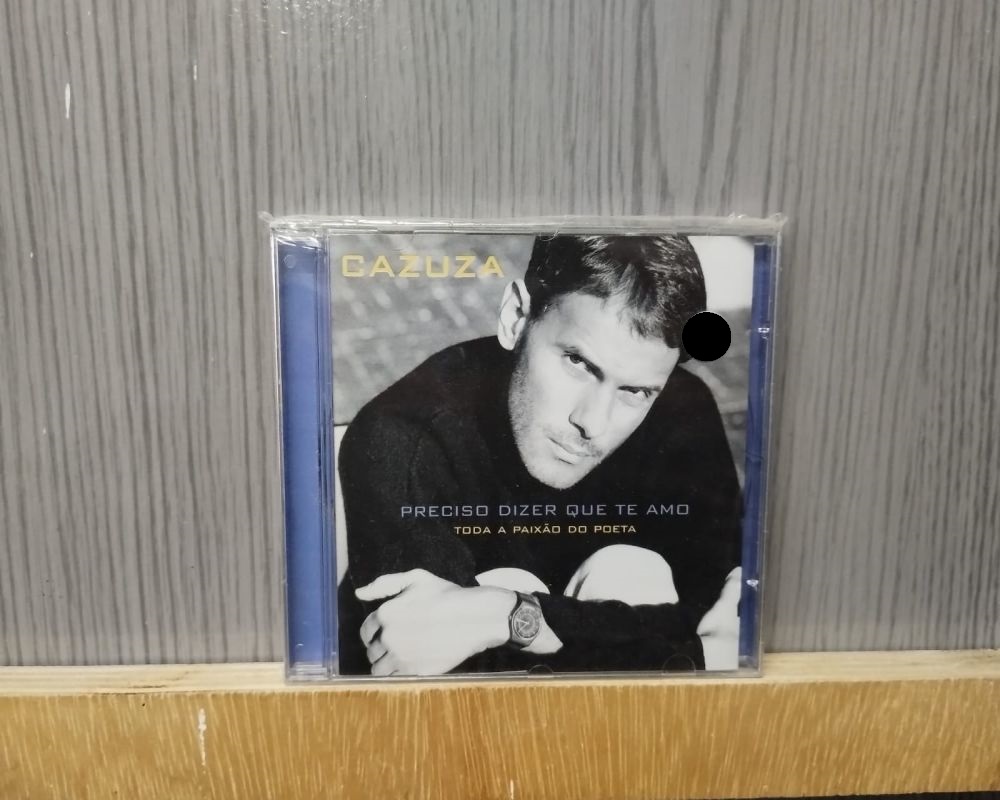 CAZUZA
PRECISO DIZER QUE TE AMO
TODA A PAIXÃO DO POETA